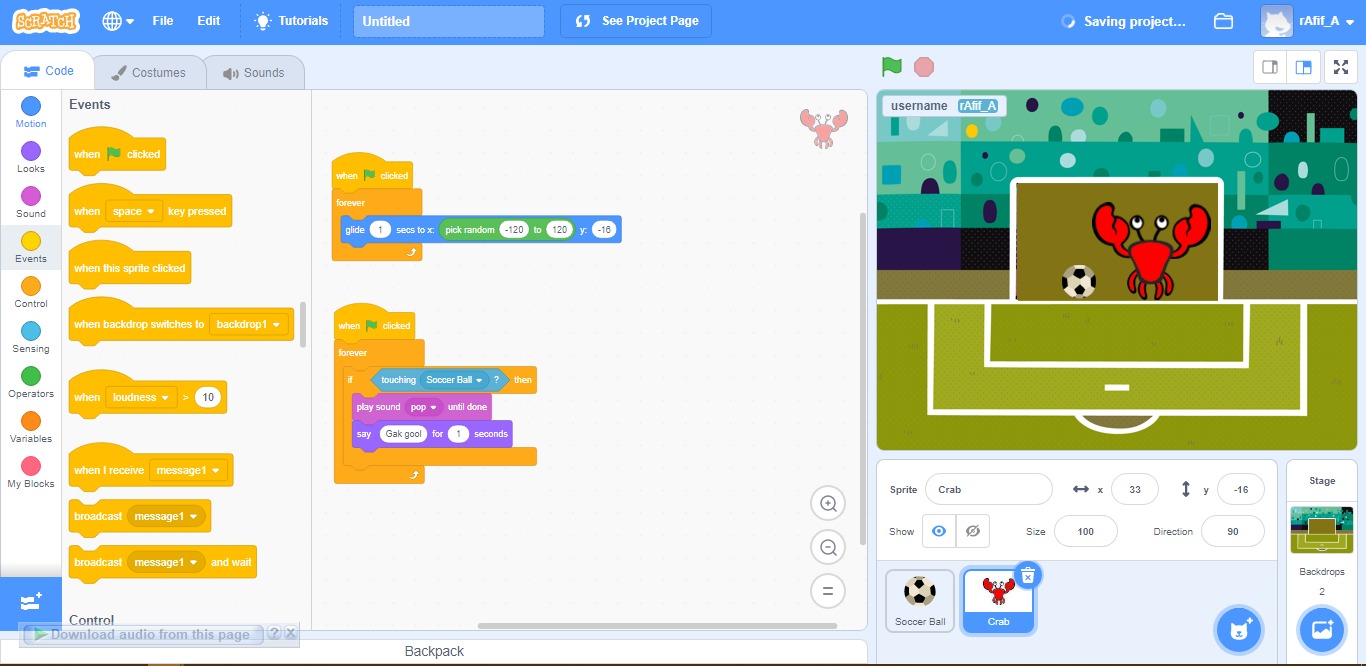 SCRATCH File Edit Tutorials Untitled See Project Page Saving project... rAfif_A
Code Costumes Sounds
Motion
Looks
Sound
Events
Control
Sensing
Operators
Variables
My Blocks
Events
when clicked
when space key pressed
when this sprite clicked
when backdrop switches to backdrop1
when loudness > 10
when I receive message1
broadcast message1
broadcast message1 and wait
Control
Download audio from this page ? X
when clicked
forever
glide 1 secs to x: pick random -120 to 120 y: -16
when clicked
forever
if touching Soccer Ball ? then
play sound pop until done
say Gak gool for 1 seconds
Backpack
username rAfif_A
Sprite Crab x 33 y -16
Show Size 100 Direction 90
Soccer Ball
Crab
Stage
Backdrops
2